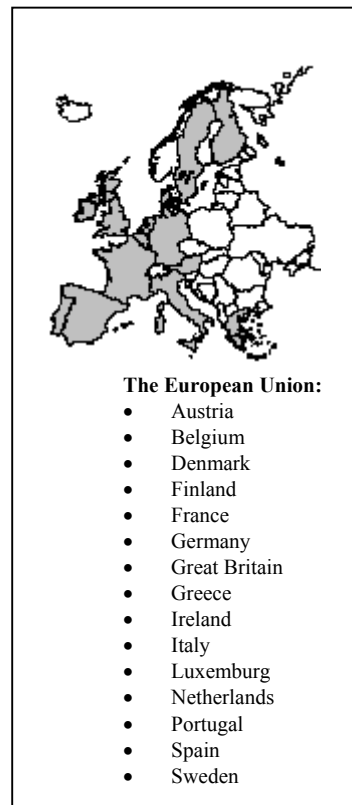 The European Union:
• Austria
• Belgium
• Denmark
• Finland
• France
• Germany
• Great Britain
• Greece
• Ireland
• Italy
• Luxemburg
• Netherlands
• Portugal
• Spain
• Sweden